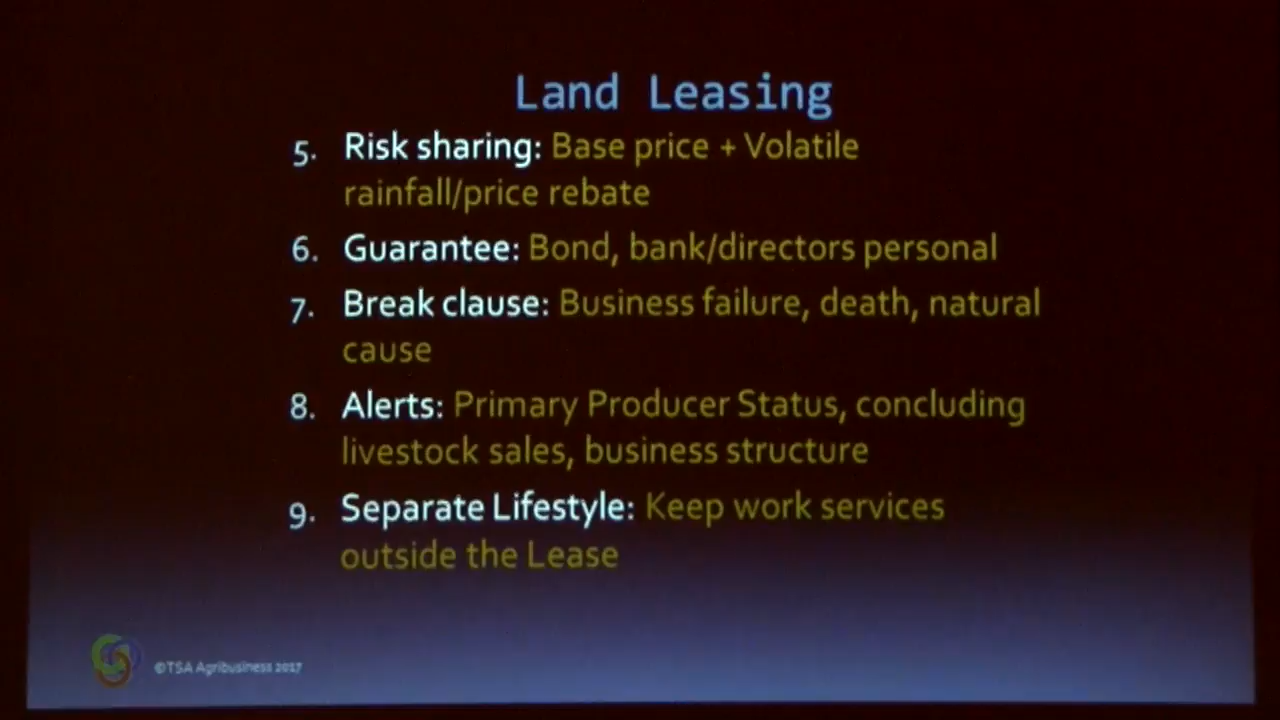 Land Leasing
5. Risk sharing: Base price + Volatile
rainfall/price rebate
6. Guarantee: Bond, bank/directors personal
7. Break clause: Business failure, death, natural
cause
8. Alerts: Primary Producer Status, concluding
livestock sales, business structure
9. Separate Lifestyle: Keep work services
outside the Lease
©TSA Agribusiness 2017